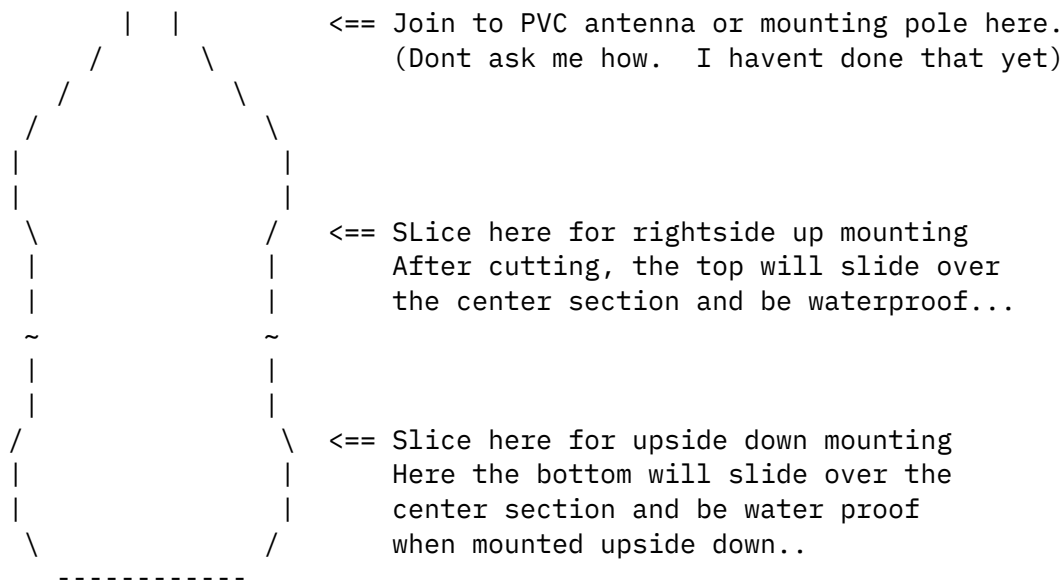 <== Join to PVC antenna or mounting pole here.
(Dont ask me how.  I havent done that yet)
<== SLice here for rightside up mounting
After cutting, the top will slide over
the center section and be waterproof...
<== Slice here for upside down mounting
Here the bottom will slide over the
center section and be water proof
when mounted upside down..